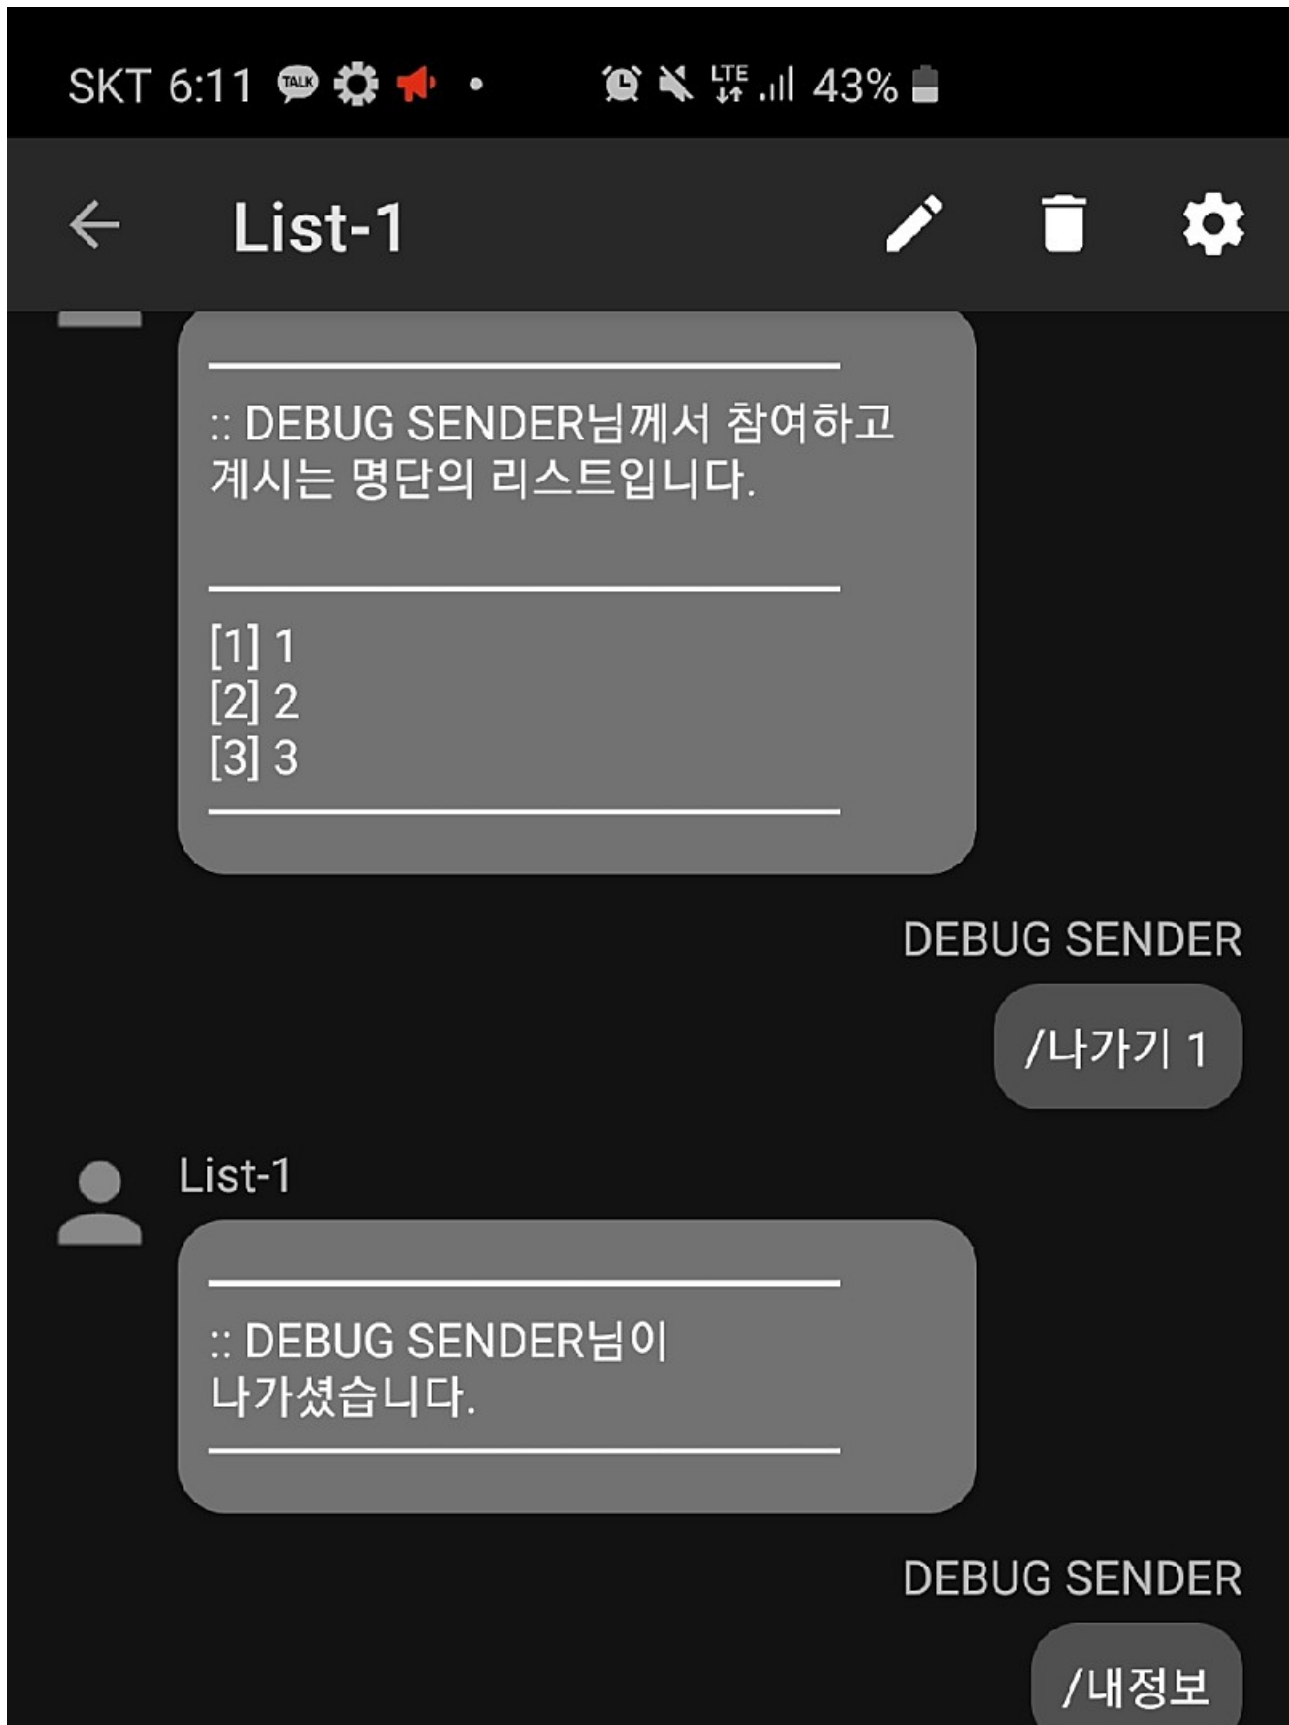 SKT 6:11 TALK LTE 43%
List-1
:: DEBUG SENDER님께서 참여하고
계시는 명단의 리스트입니다.
[1] 1
[2] 2
[3] 3
DEBUG SENDER
/나가기 1
List-1
:: DEBUG SENDER님이
나가셨습니다.
DEBUG SENDER
/내정보